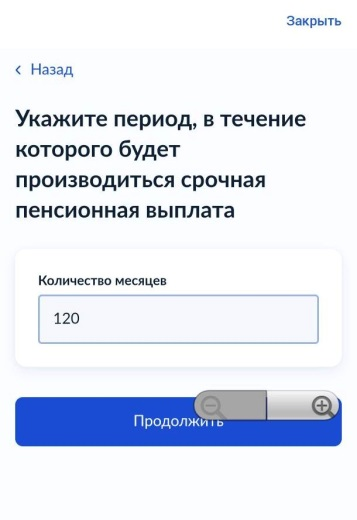 Закрыть
Назад
Укажите период, в течение
которого будет
производиться срочная
пенсионная выплата
Количество месяцев
120
Продолжить